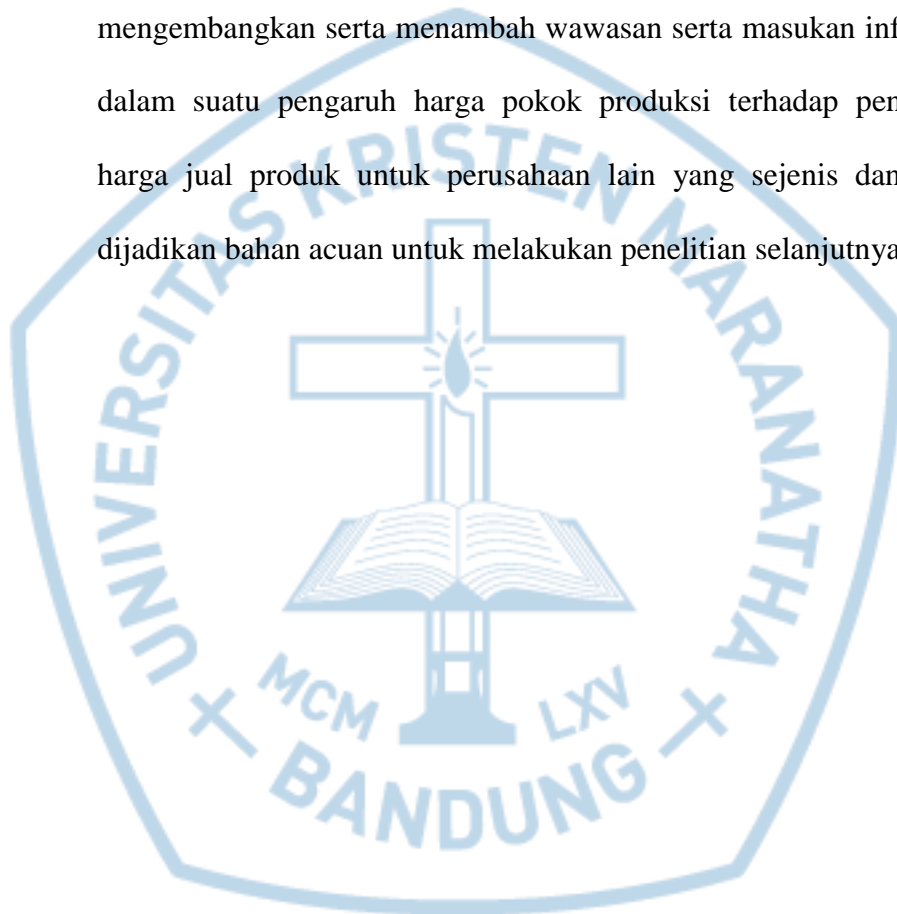 mengembangkan serta menambah wawasan serta masukan inf
dalam suatu pengaruh harga pokok produksi terhadap pen
harga jual produk untuk perusahaan lain yang sejenis dan
dijadikan bahan acuan untuk melakukan penelitian selanjutnya
UNIVERSITAS KRISTEN MARANATHA
MCM LXV
BANDUNG